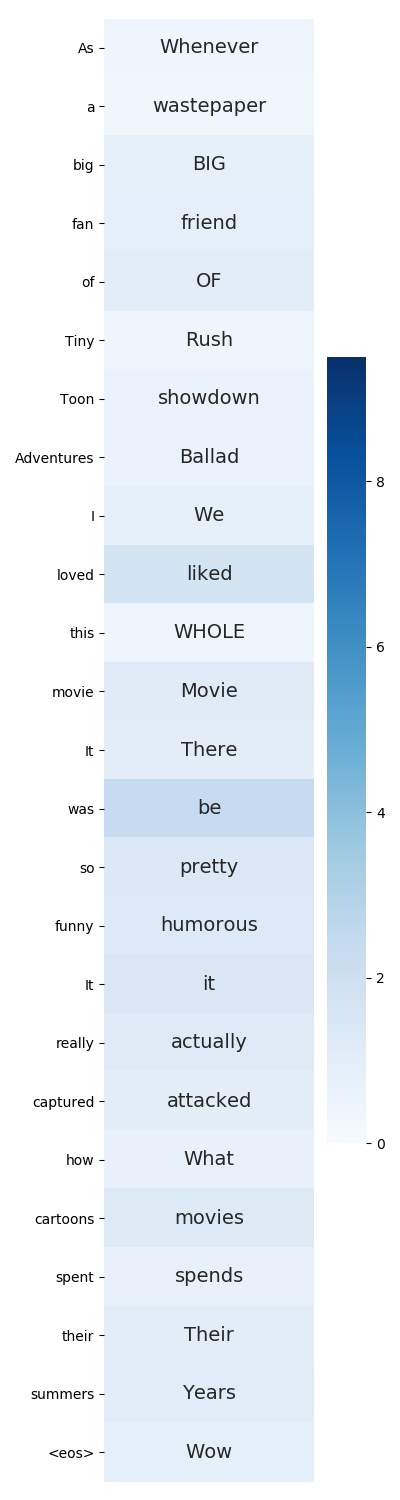 As Whenever
a wastepaper
big BIG
fan friend
of OF
Tiny Rush
Toon showdown
Adventures Ballad
I We
loved liked
this WHOLE
movie Movie
It There
was be
so pretty
funny humorous
It it
really actually
captured attacked
how What
cartoons movies
spent spends
their Their
summers Years
<eos> Wow
8
6
4
2
0